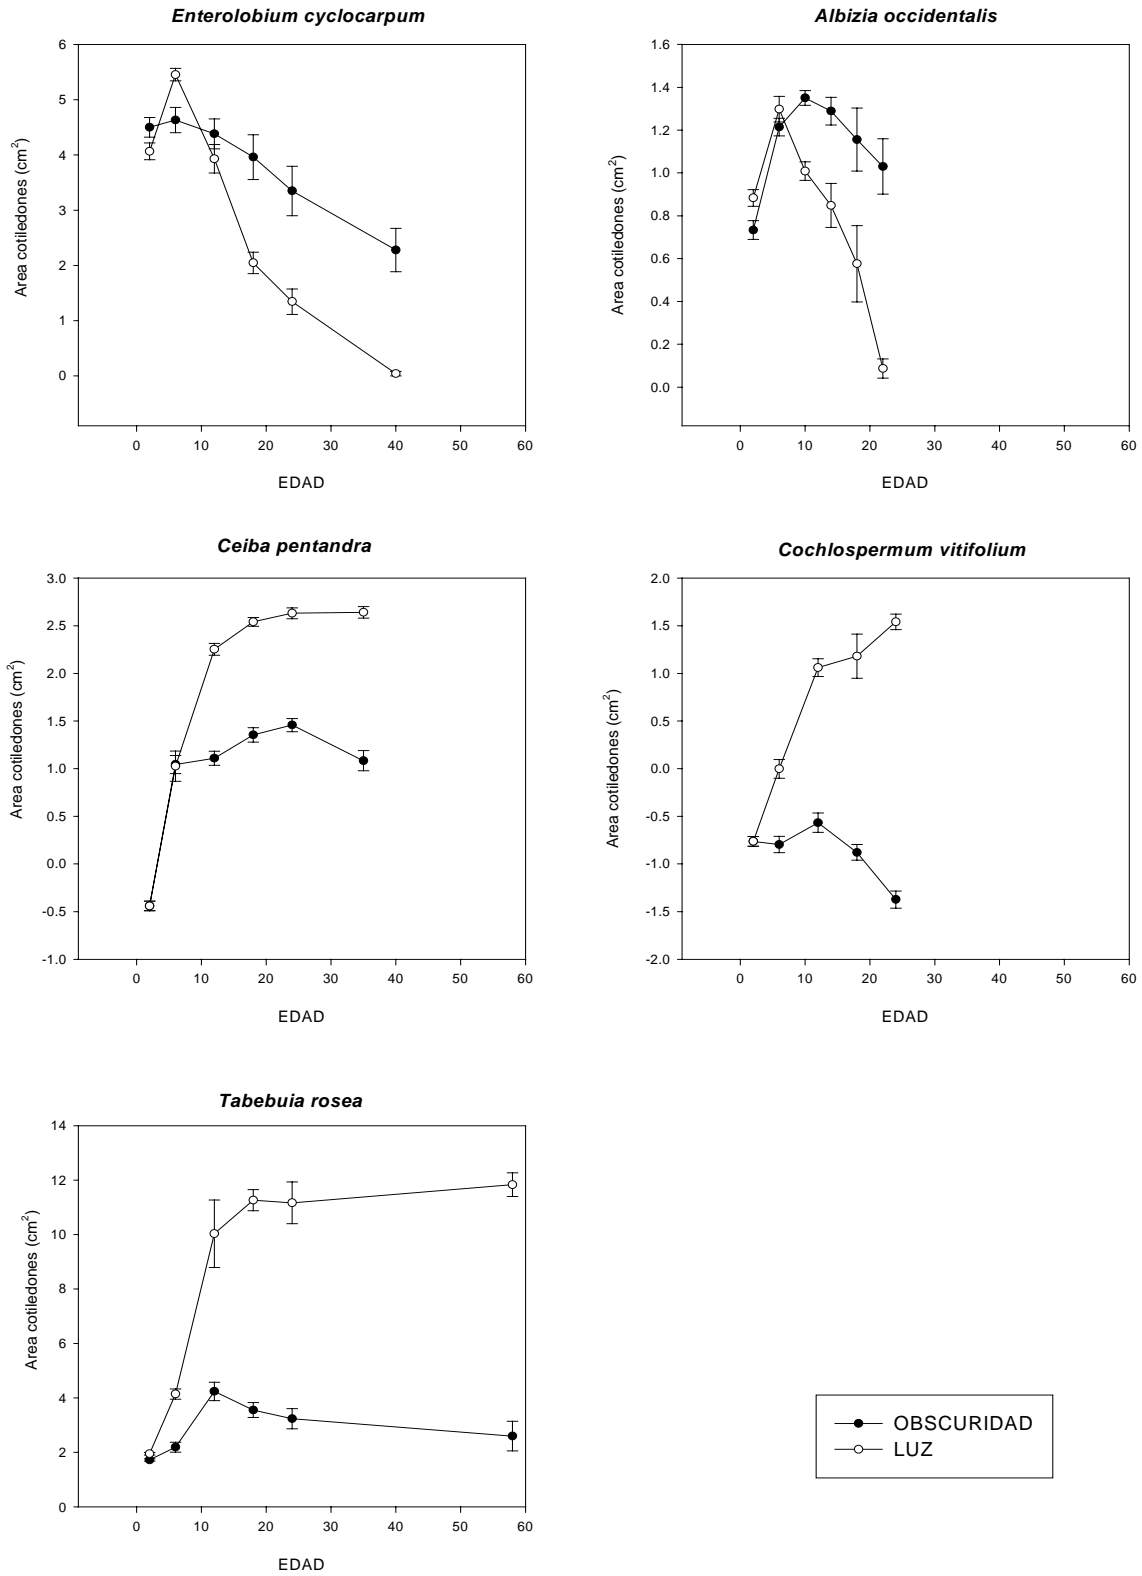 Enterolobium cyclocarpum
Area cotiledones (cm²)
6
5
4
3
2
1
0
0 10 20 30 40 50 60
EDAD
Albizia occidentalis
Area cotiledones (cm²)
1.6
1.4
1.2
1.0
0.8
0.6
0.4
0.2
0.0
0 10 20 30 40 50 60
EDAD
Ceiba pentandra
Area cotiledones (cm²)
3.0
2.5
2.0
1.5
1.0
0.5
0.0
-0.5
-1.0
0 10 20 30 40 50 60
EDAD
Cochlospermum vitifolium
Area cotiledones (cm²)
2.0
1.5
1.0
0.5
0.0
-0.5
-1.0
-1.5
-2.0
0 10 20 30 40 50 60
EDAD
Tabebuia rosea
Area cotiledones (cm²)
14
12
10
8
6
4
2
0
0 10 20 30 40 50 60
EDAD
OBSCURIDAD
LUZ